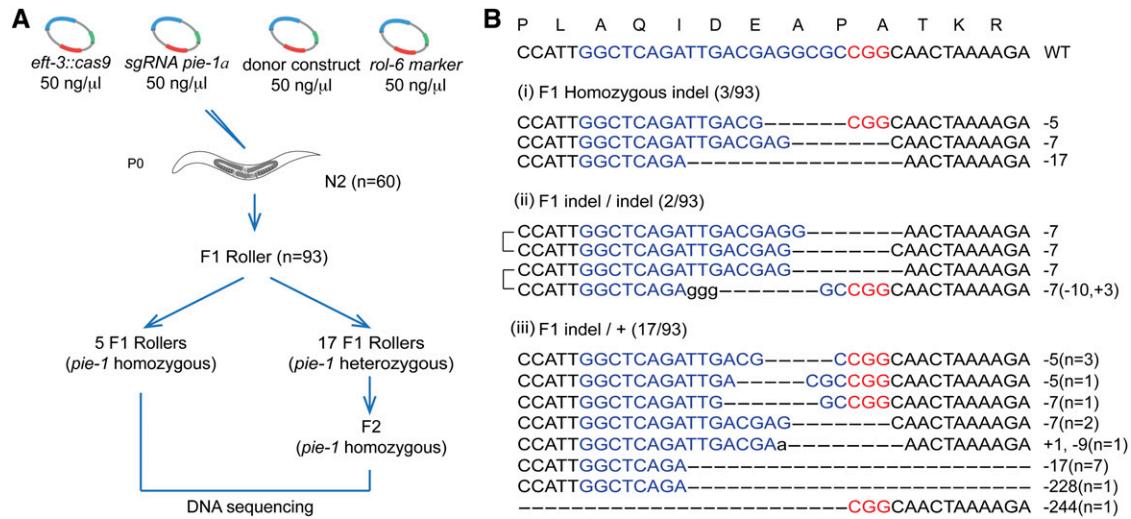 A
eft-3::cas9
50 ng/µl
sgRNA pie-1a
50 ng/µl
donor construct
50 ng/µl
rol-6 marker
50 ng/µl
P0
N2 (n=60)
F1 Roller (n=93)
5 F1 Rollers
(pie-1 homozygous)
17 F1 Rollers
(pie-1 heterozygous)
F2
(pie-1 homozygous)
DNA sequencing
B
P L A Q I D E A P A T K R
CCATTGGCTCAGATTGACGAGGCGCCGGCAACTAAAAGA WT
(i) F1 Homozygous indel (3/93)
CCATTGGCTCAGATTGACG——————CGGCAACTAAAAGA -5
CCATTGGCTCAGATTGACGAG———————CAACTAAAAGA -7
CCATTGGCTCAGA————————————————AACTAAAAGA -17
(ii) F1 indel / indel (2/93)
CCATTGGCTCAGATTGACGAGG———————AACTAAAAGA -7
CCATTGGCTCAGATTGACGAG———————CAACTAAAAGA -7
CCATTGGCTCAGATTGACGAG————————AACTAAAAGA -7
CCATTGGCTCAGAggg———————GCCGGCAACTAAAAGA -7(-10,+3)
(iii) F1 indel / + (17/93)
CCATTGGCTCAGATTGACG—————CCGGCAACTAAAAGA -5(n=3)
CCATTGGCTCAGATTGA—————CGCCGGCAACTAAAAGA -5(n=1)
CCATTGGCTCAGATTG———————GCCGGCAACTAAAAGA -7(n=1)
CCATTGGCTCAGATTGACGAG———————CAACTAAAAGA -7(n=2)
CCATTGGCTCAGATTGACGAa————————AACTAAAAGA +1, -9(n=1)
CCATTGGCTCAGA—————————————————————————— -17(n=7)
CCATTGGCTCAGA—————————————————————————— -228(n=1)
—————————————————————————CGGCAACTAAAAGA -244(n=1)